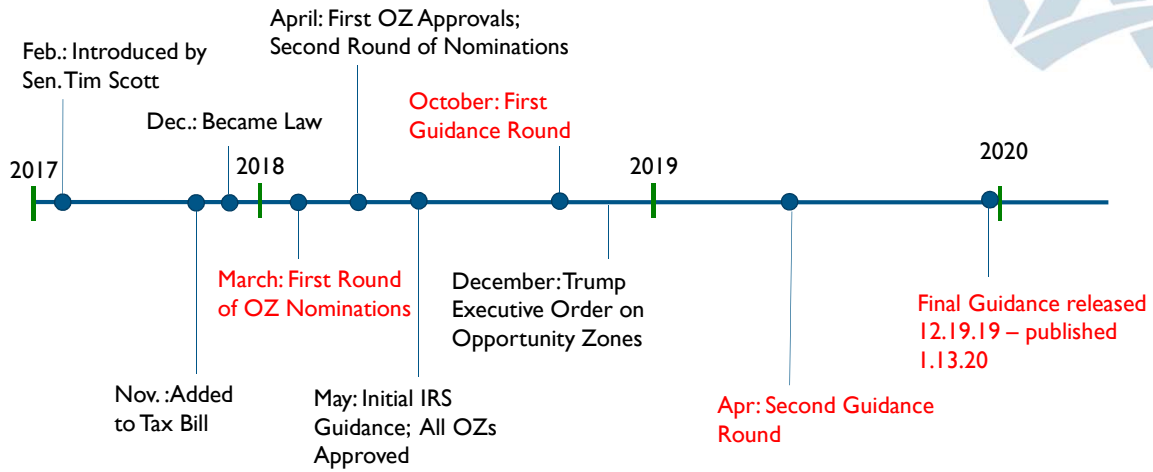 April: First OZ Approvals;
Second Round of Nominations
Feb.: Introduced by
Sen. Tim Scott
October: First
Guidance Round
Dec.: Became Law
2017
2018
2019
2020
March: First Round
of OZ Nominations
December: Trump
Executive Order on
Opportunity Zones
Final Guidance released
12.19.19 – published
1.13.20
Nov. :Added
to Tax Bill
May: Initial IRS
Guidance; All OZs
Approved
Apr: Second Guidance
Round